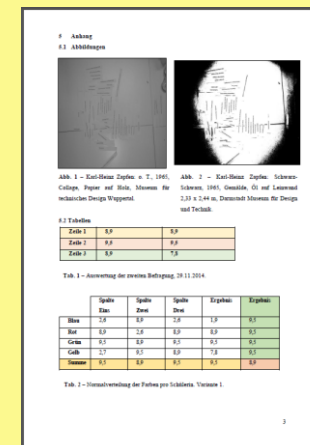 5 Anhang
5.1 Abbildungen
Abb. 1 – Karl-Heinz Zapfen: o. T., 1965,
Collage, Papier auf Holz, Museum für
technisches Design Wuppertal.
Abb. 2 – Karl-Heinz Zapfen: Schwarz-
Schwarz, 1965, Gemälde, Öl auf Leinwand
2,33 x 2,44 m, Darmstadt Museum für Design
und Technik.
5.2 Tabellen
Zeile 1 8,9 8,9
Zeile 2 9,5 9,5
Zeile 3 8,9 7,8
Tab. 1 – Auswertung der zweiten Befragung, 29.11.2014.
Spalte Spalte Spalte Ergebnis Ergebnis
Eins Zwei Drei
Blau 2,6 8,9 2,6 1,9 9,5
Rot 8,9 2,6 8,9 8,9 9,5
Grün 9,5 8,9 9,5 9,5 9,5
Gelb 2,7 9,5 8,9 7,8 9,5
Summe 9,5 8,9 9,5 9,5 8,9
Tab. 2 – Normalverteilung der Farben pro SchülerIn. Variante 1.
3